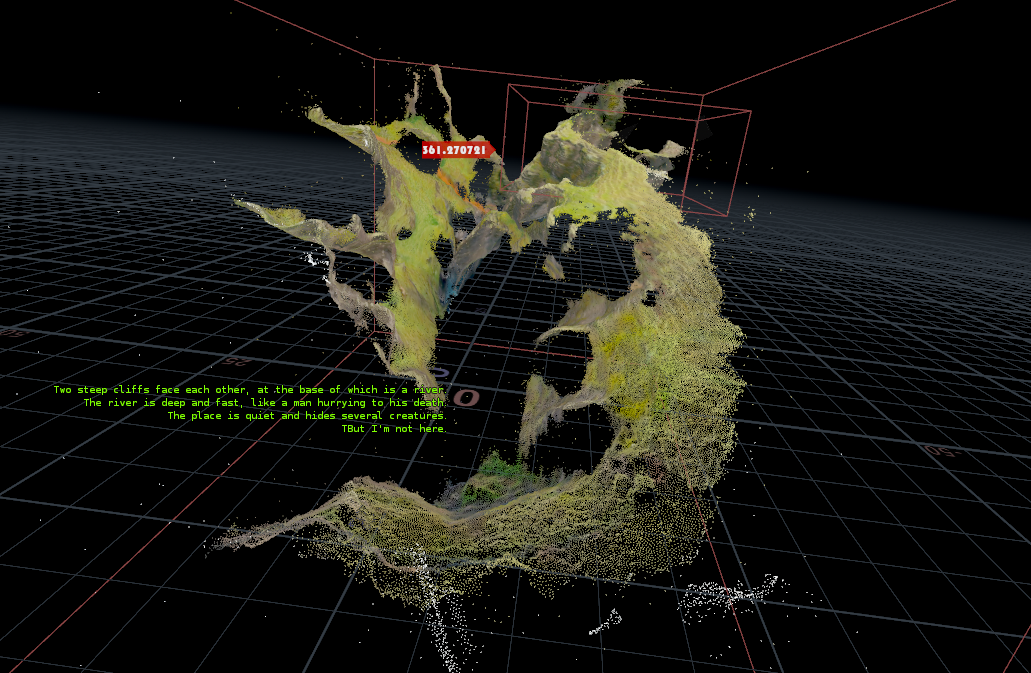 361.270721
Two steep cliffs face each other, at the base of which is a river.
The river is deep and fast, like a man hurrying to his death.
The place is quiet and hides several creatures.
TBut I'm not here.
0